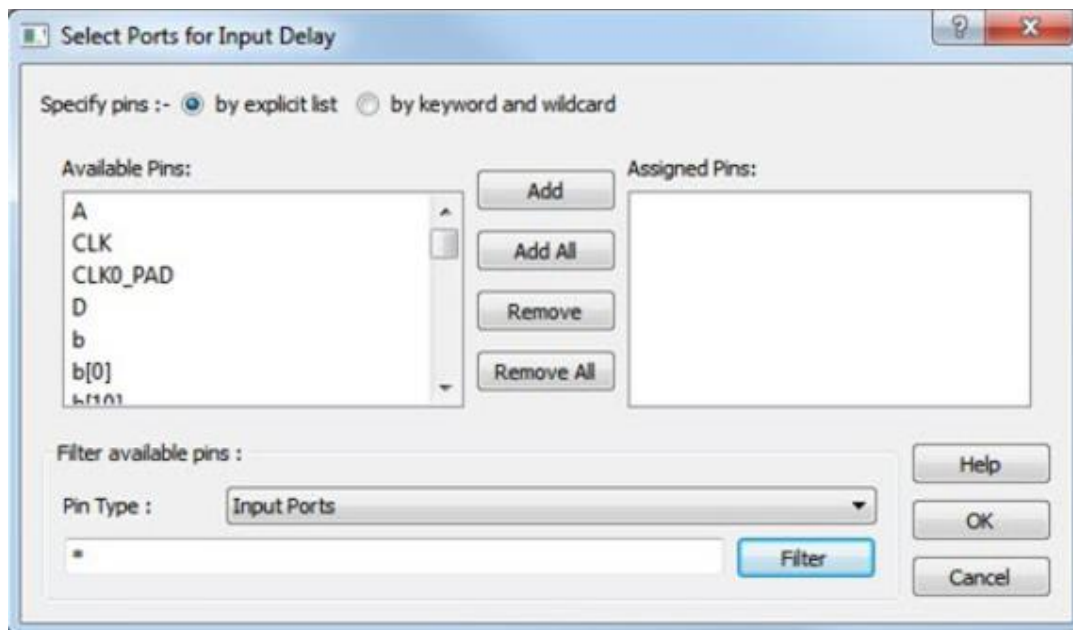 Select Ports for Input Delay
Specify pins :- by explicit list by keyword and wildcard
Available Pins:
A
CLK
CLK0_PAD
D
b
b[0]
b[10]
Add
Add All
Remove
Remove All
Assigned Pins:
Filter available pins :
Pin Type : Input Ports
*
Filter
Help
OK
Cancel